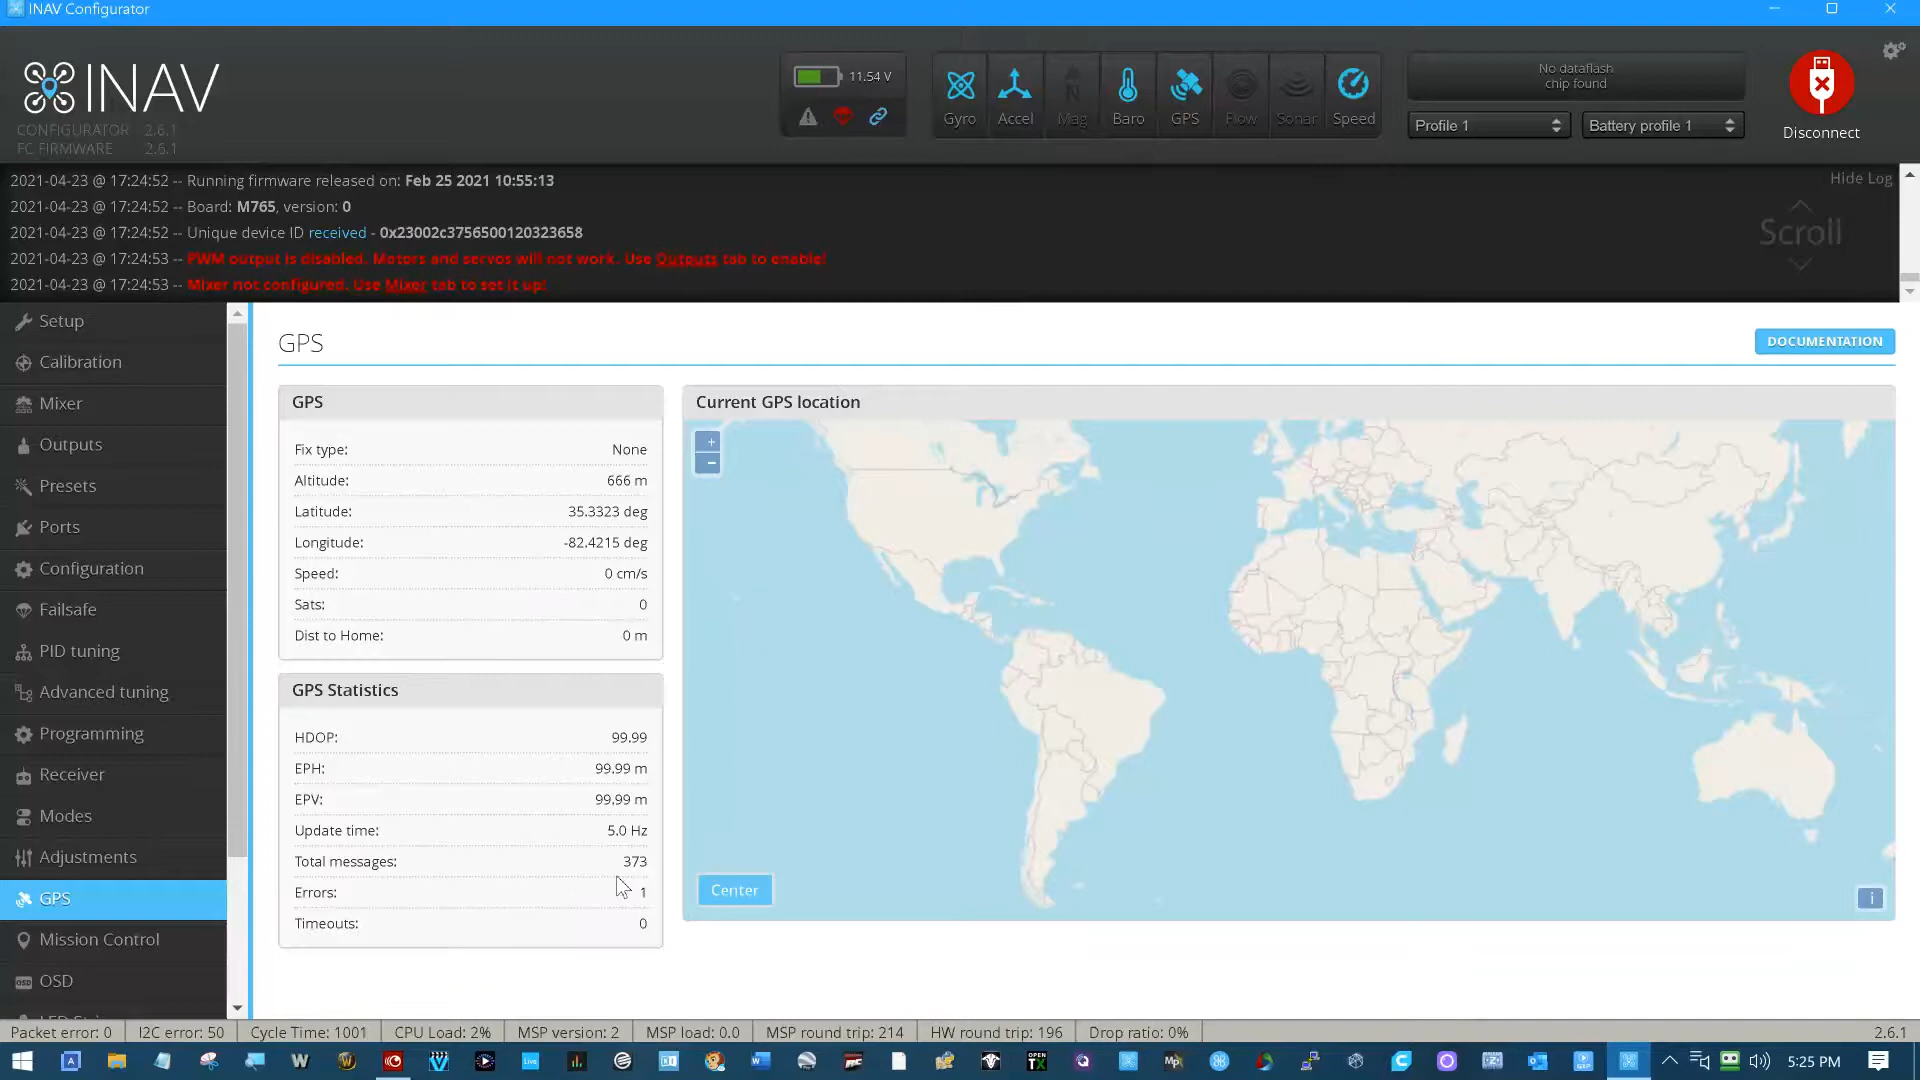 INAV Configurator
INAV
CONFIGURATOR 2.6.1
FC FIRMWARE 2.6.1
11.54 V
Gyro Accel Mag Baro GPS Flow Sonar Speed
No dataflash
chip found
Profile 1
Battery profile 1
Disconnect
2021-04-23 @ 17:24:52 -- Running firmware released on: Feb 25 2021 10:55:13
2021-04-23 @ 17:24:52 -- Board: M765, version: 0
2021-04-23 @ 17:24:52 -- Unique device ID received - 0x23002c3756500120323658
2021-04-23 @ 17:24:53 -- PWM output is disabled. Motors and servos will not work. Use Outputs tab to enable!
2021-04-23 @ 17:24:53 -- Mixer not configured. Use Mixer tab to set it up!
Hide Log
Scroll
Setup
Calibration
Mixer
Outputs
Presets
Ports
Configuration
Failsafe
PID tuning
Advanced tuning
Programming
Receiver
Modes
Adjustments
GPS
Mission Control
OSD
GPS
DOCUMENTATION
GPS
Fix type: None
Altitude: 666 m
Latitude: 35.3323 deg
Longitude: -82.4215 deg
Speed: 0 cm/s
Sats: 0
Dist to Home: 0 m
GPS Statistics
HDOP: 99.99
EPH: 99.99 m
EPV: 99.99 m
Update time: 5.0 Hz
Total messages: 373
Errors: 1
Timeouts: 0
Current GPS location
+
−
Center
i
Packet error: 0 I2C error: 50 Cycle Time: 1001 CPU Load: 2% MSP version: 2 MSP load: 0.0 MSP round trip: 214 HW round trip: 196 Drop ratio: 0% 2.6.1
5:25 PM